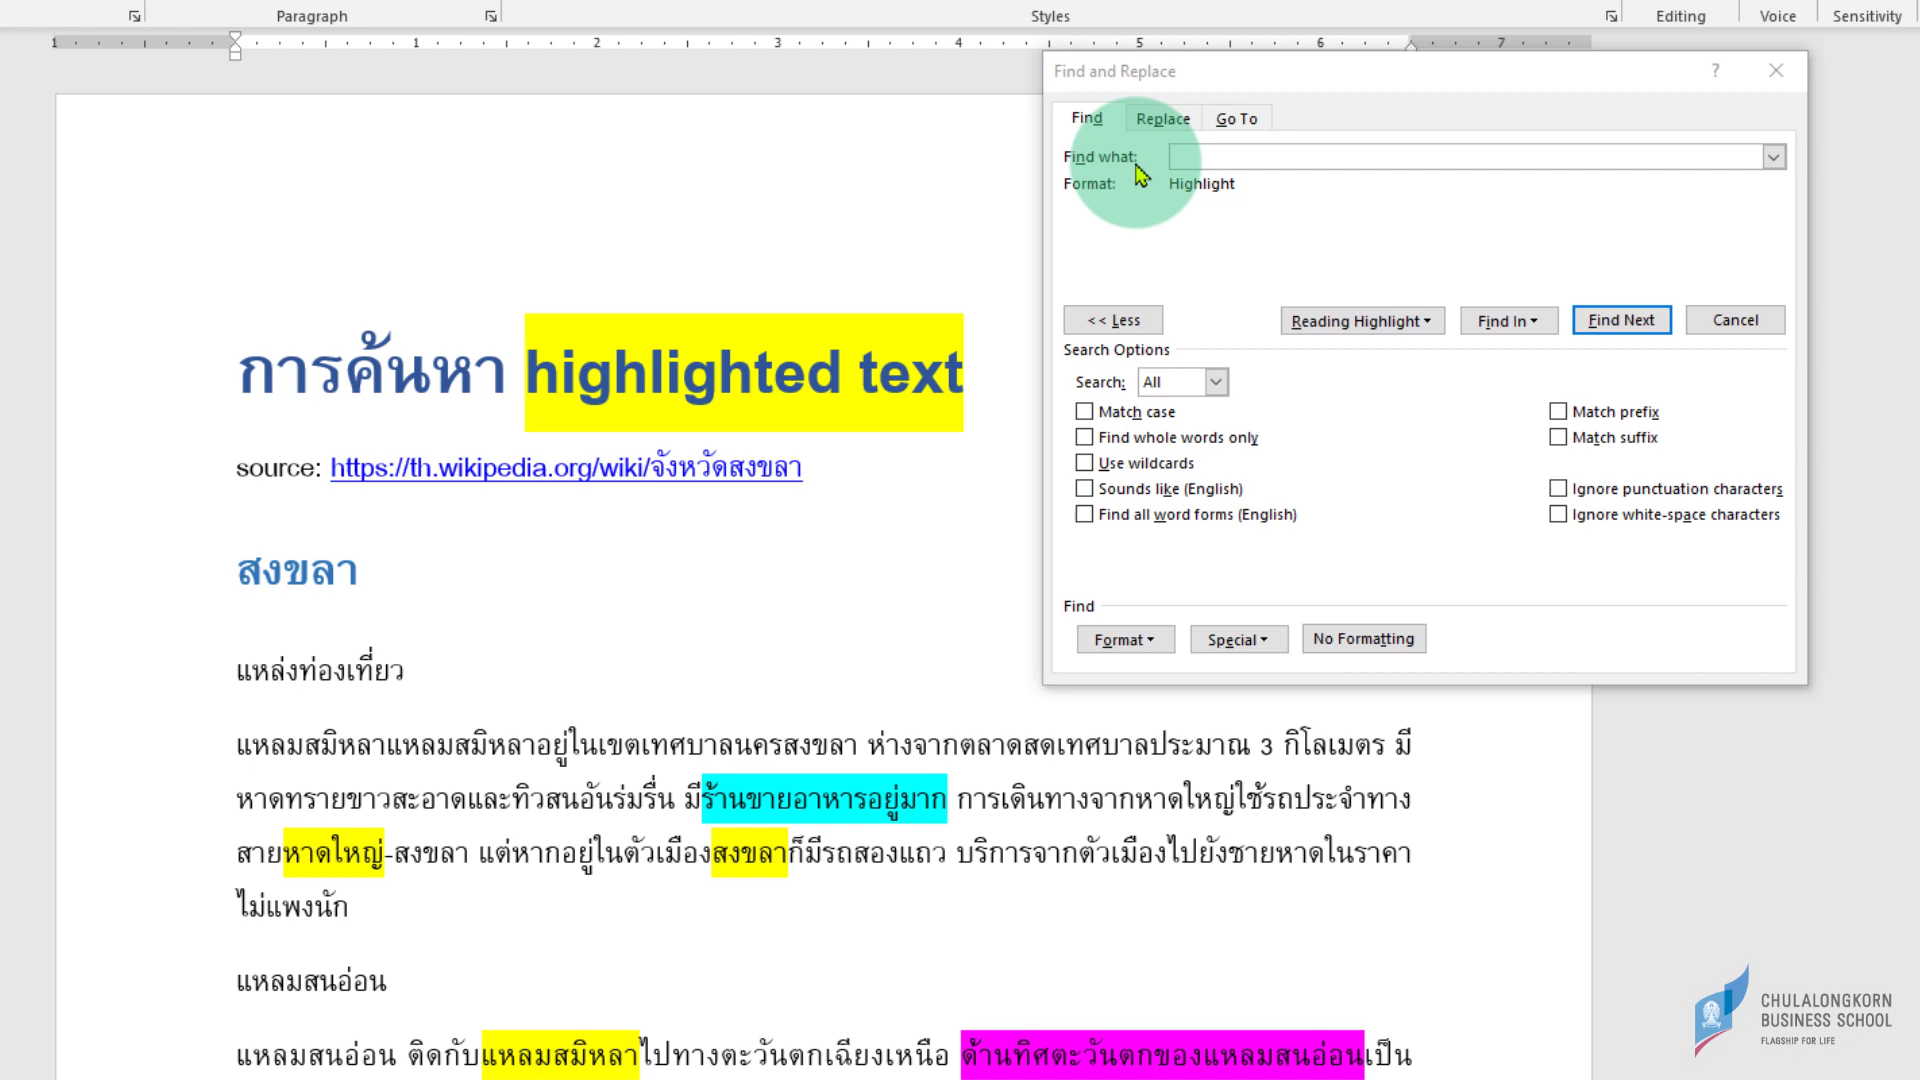 Paragraph Styles Editing Voice Sensitivity
1 1 2 3 4 5 6 7
Find and Replace ?
Find Replace Go To
Find what:
Format: Highlight
<< Less Reading Highlight Find In Find Next Cancel
Search Options
Search: All
Match case Match prefix
Find whole words only Match suffix
Use wildcards
Sounds like (English) Ignore punctuation characters
Find all word forms (English) Ignore white-space characters
Find
Format Special No Formatting
การค้นหา highlighted text
source: https://th.wikipedia.org/wiki/จังหวัดสงขลา
สงขลา
แหล่งท่องเที่ยว
แหลมสมิหลาแหลมสมิหลาอยู่ในเขตเทศบาลนครสงขลา ห่างจากตลาดสดเทศบาลประมาณ 3 กิโลเมตร มี
หาดทรายขาวสะอาดและทิวสนอันร่มรื่น มีร้านขายอาหารอยู่มาก การเดินทางจากหาดใหญ่ใช้รถประจำทาง
สายหาดใหญ่-สงขลา แต่หากอยู่ในตัวเมืองสงขลาก็มีรถสองแถว บริการจากตัวเมืองไปยังชายหาดในราคา
ไม่แพงนัก
แหลมสนอ่อน
แหลมสนอ่อน ติดกับแหลมสมิหลาไปทางตะวันตกเฉียงเหนือ ด้านทิศตะวันตกของแหลมสนอ่อนเป็น
CHULALONGKORN
BUSINESS SCHOOL
FLAGSHIP FOR LIFE